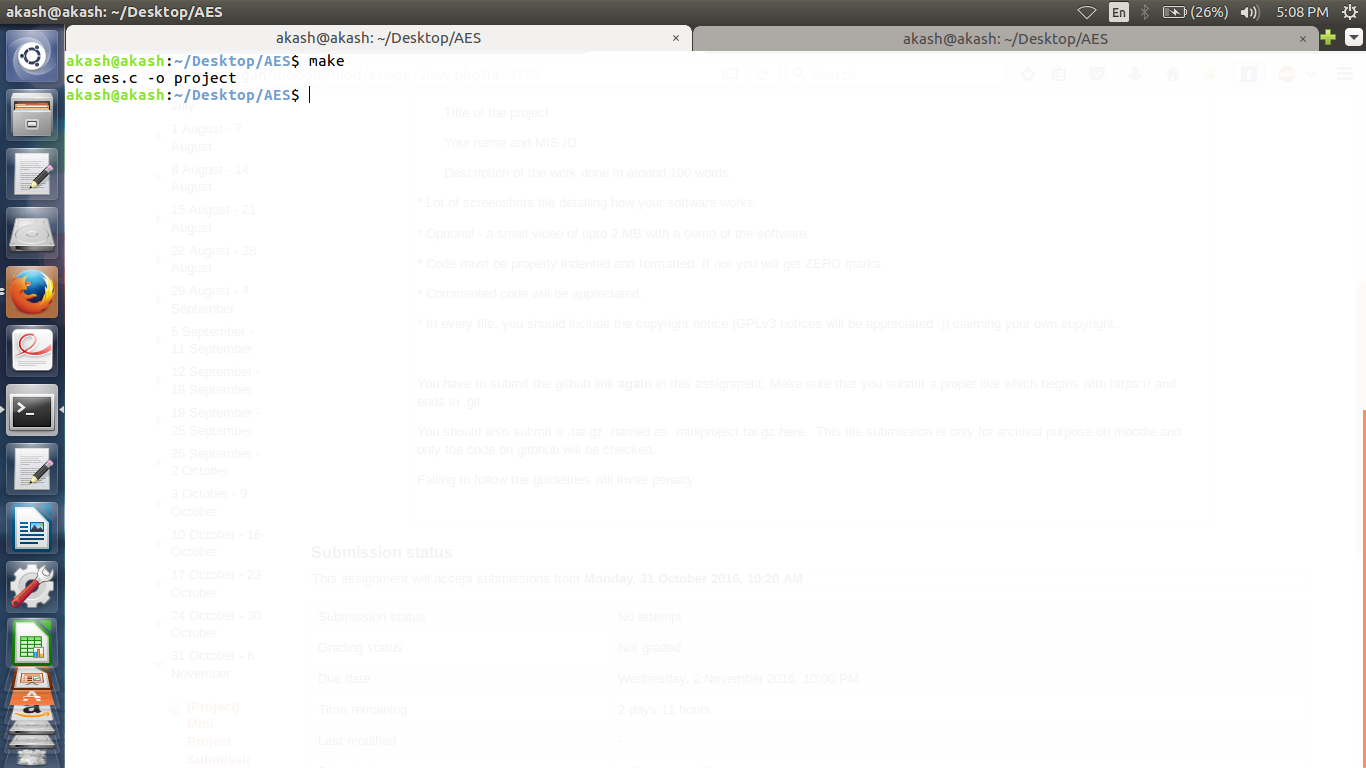 akash@akash: ~/Desktop/AES
En
(26%)
5:08 PM
akash@akash: ~/Desktop/AES ×
akash@akash: ~/Desktop/AES ×
akash@akash:~/Desktop/AES$ make
cc aes.c -o project
akash@akash:~/Desktop/AES$
Search
1 August - 7
August
8 August - 14
August
15 August - 21
August
22 August - 28
August
29 August - 4
September
5 September -
11 September
12 September -
18 September
19 September -
25 September
26 September -
2 October
3 October - 9
October
10 October - 16
October
17 October - 23
October
24 October - 30
October
31 October - 6
November
(Project)
Mini
Project
Submissu
Title of the project
Your name and MIS ID
Description of the work done in around 100 words
* Lot of screenshots file detailing how your software works.
* Optional - a small video of upto 2 MB with a demo of the software.
* Code must be properly indented and formatted. If not you will get ZERO marks
* Commented code will be appreciated.
* In every file, you should include the copyright notice (GPLv3 notices will be appreciated :)) claiming your own copyright.
You have to submit the github link again in this assignment. Make sure that you submit a proper like which begins with https:// and
ends in .git
You should also submit a .tar.gz named as miniproject.tar.gz here. This file submission is only for archival purpose on moodle and
only the code on gitbhub will be checked.
Failing to follow the guidelines will invite penalty.
Submission status
This assignment will accept submissions from Monday, 31 October 2016, 10:20 AM
Submission status No attempt
Grading status Not graded
Due date Wednesday, 2 November 2016, 10:00 PM
Time remaining 2 days 11 hours
Last modified -